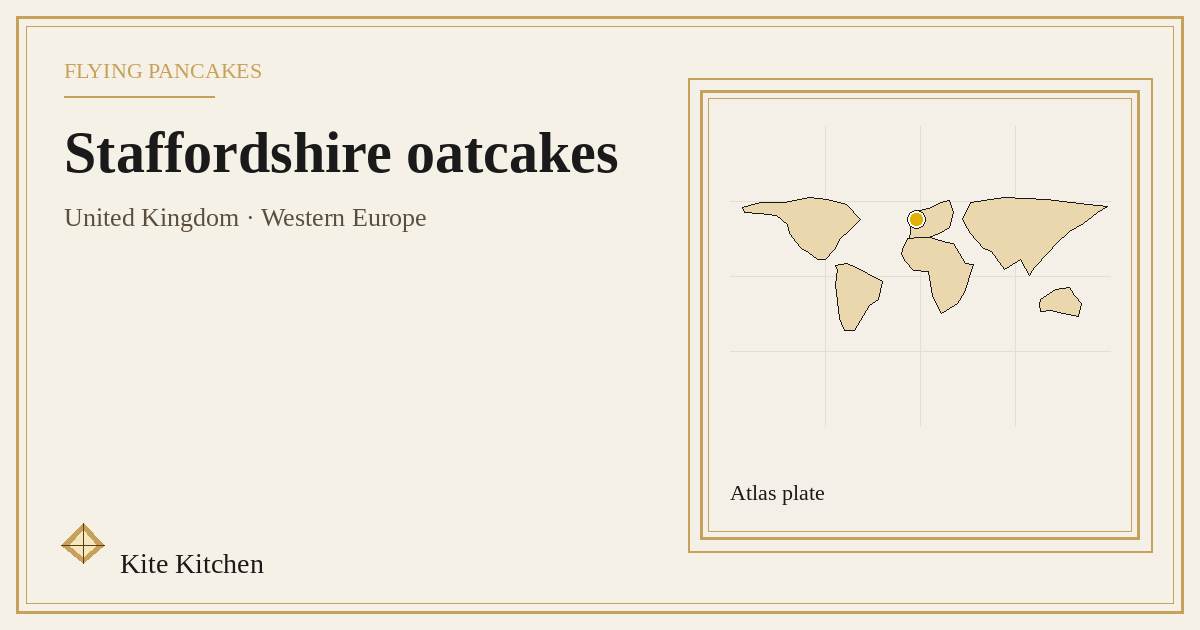 FLYING PANCAKES
Staffordshire oatcakes
United Kingdom · Western Europe
Atlas plate
Kite Kitchen